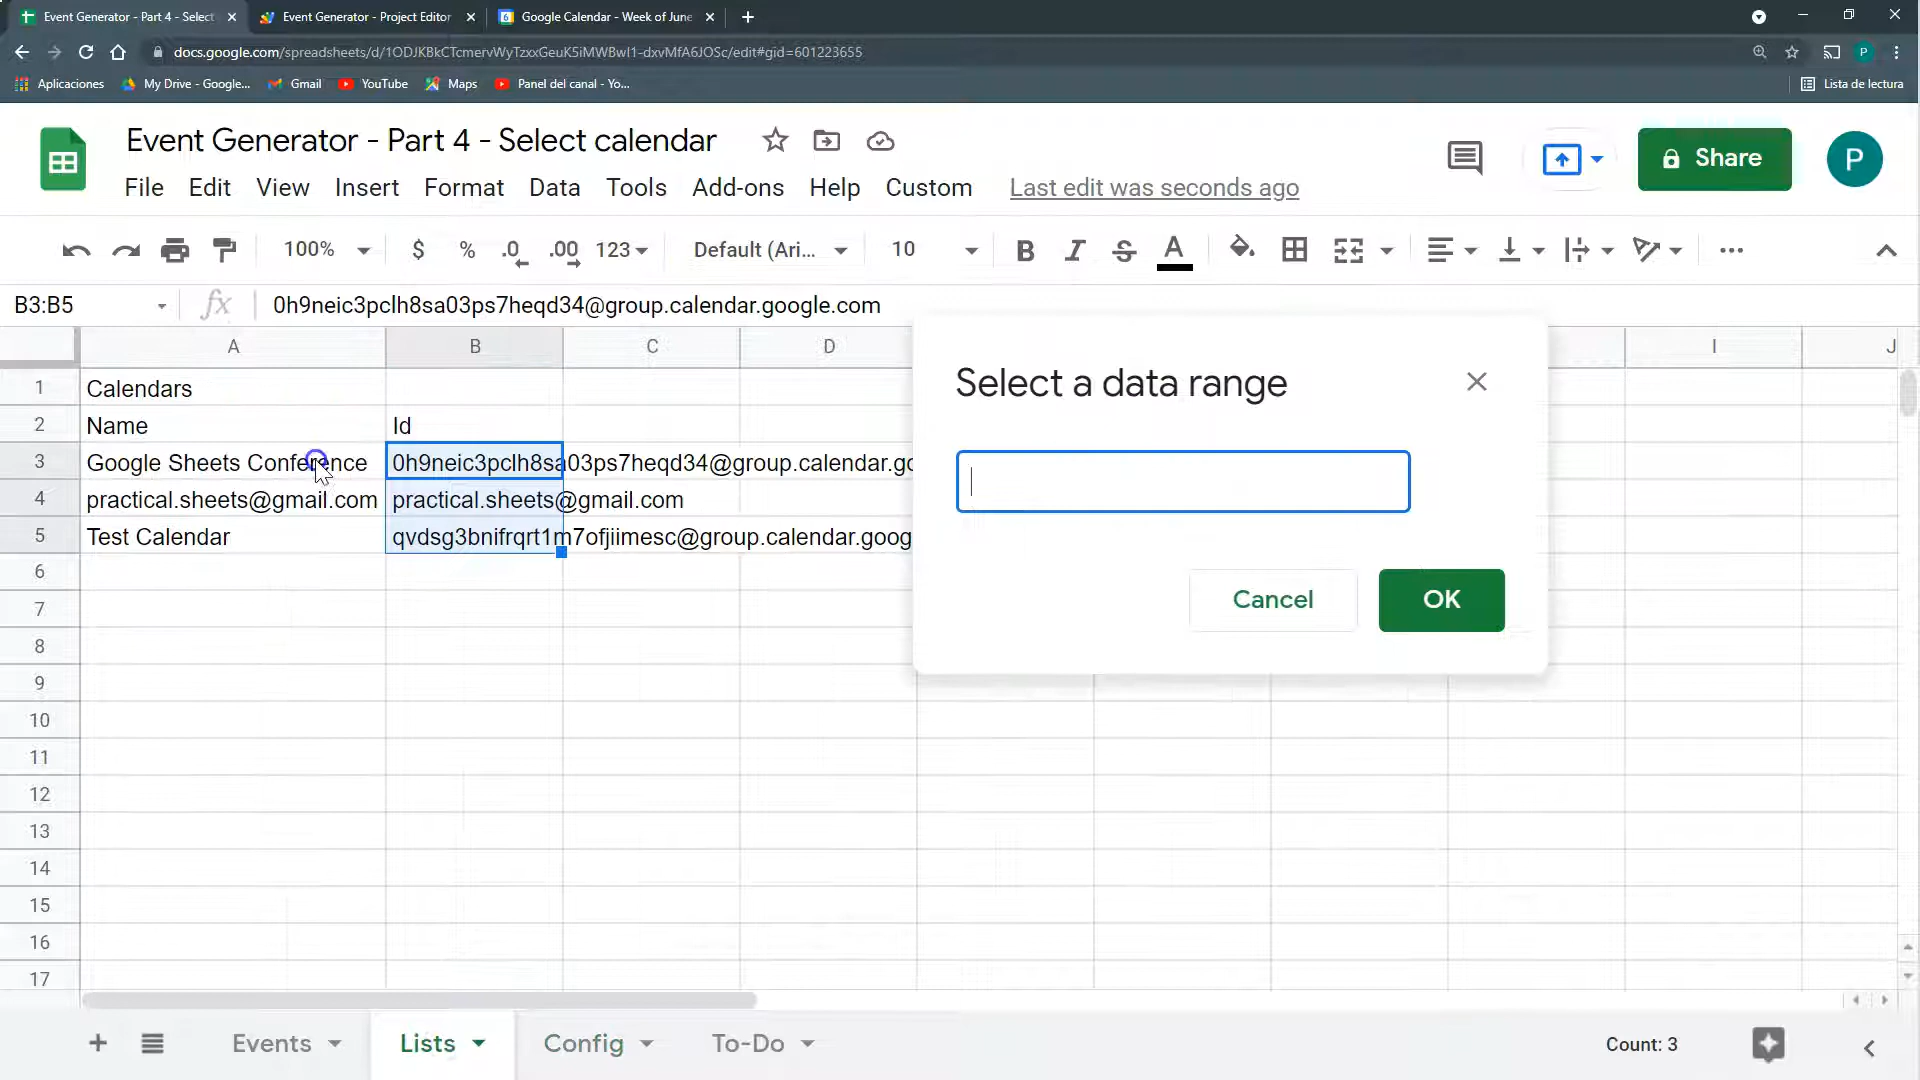 Event Generator - Part 4 - Select
Event Generator - Project Editor
Google Calendar - Week of June
docs.google.com/spreadsheets/d/1ODJKBkCTcmervWyTzxxGeuK5iMWBwI1-dxvMfA6JOSc/edit#gid=601223655
P
Aplicaciones
My Drive - Google...
Gmail
YouTube
Maps
Panel del canal - Yo...
Lista de lectura
Event Generator - Part 4 - Select calendar
Share
P
File Edit View Insert Format Data Tools Add-ons Help Custom Last edit was seconds ago
100% $ % .0 .00 123 Default (Ari... 10 B I S A
B3:B5 fx 0h9neic3pclh8sa03ps7heqd34@group.calendar.google.com
A B C D I J
1 Calendars
2 Name Id
3 Google Sheets Conference 0h9neic3pclh8sa03ps7heqd34@group.calendar.go
4 practical.sheets@gmail.com practical.sheets@gmail.com
5 Test Calendar qvdsg3bnifrqrt1m7ofjiimesc@group.calendar.goog
6
7
8
9
10
11
12
13
14
15
16
17
Select a data range
Cancel OK
Events Lists Config To-Do Count: 3